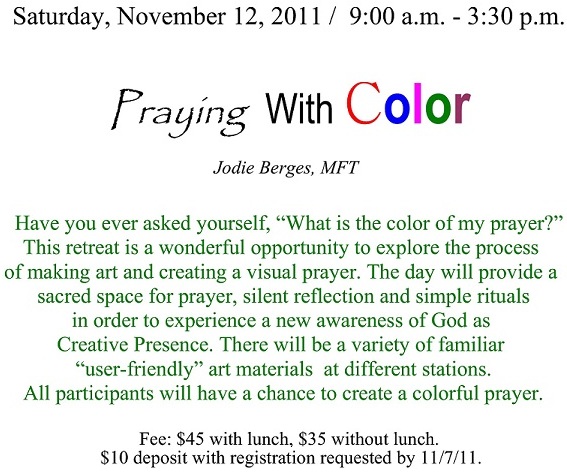 Saturday, November 12, 2011 / 9:00 a.m. - 3:30 p.m.
Praying With Color
Jodie Berges, MFT
Have you ever asked yourself, “What is the color of my prayer?”
This retreat is a wonderful opportunity to explore the process
of making art and creating a visual prayer. The day will provide a
sacred space for prayer, silent reflection and simple rituals
in order to experience a new awareness of God as
Creative Presence. There will be a variety of familiar
“user-friendly” art materials at different stations.
All participants will have a chance to create a colorful prayer.
Fee: $45 with lunch, $35 without lunch.
$10 deposit with registration requested by 11/7/11.